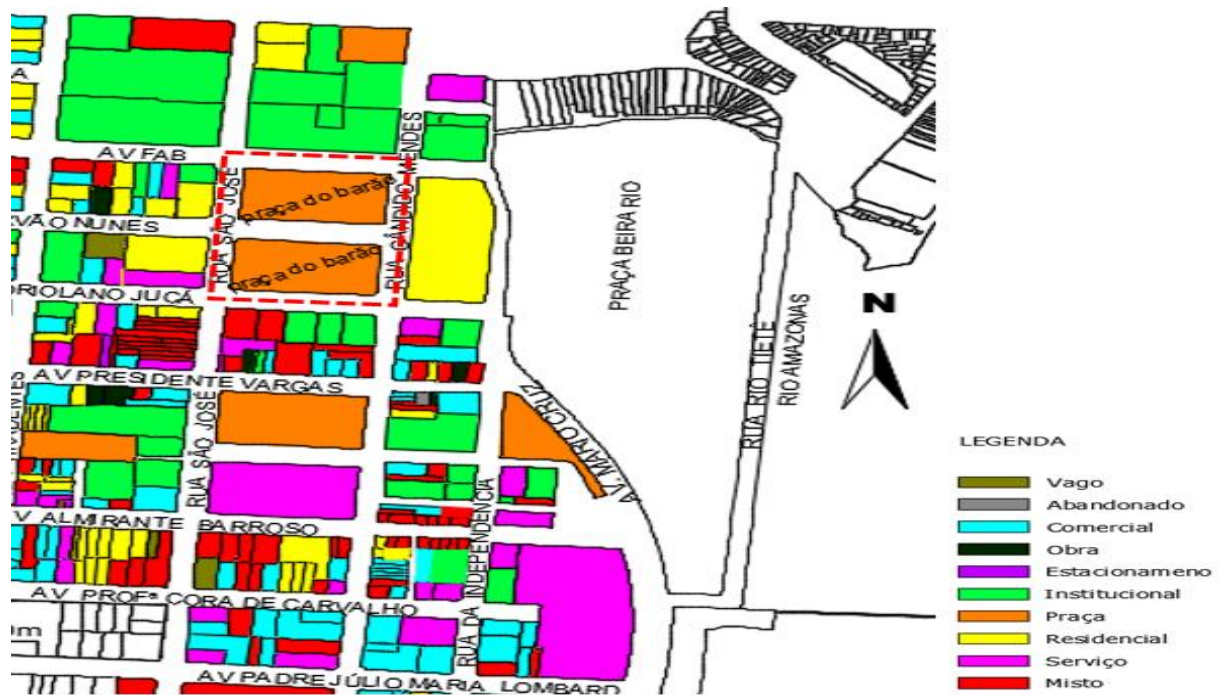 AV FAB
RUA SÃO JOSÉ
praça do barão
praça do barão
RUA CÂNDIDO MENDES
VÃO NUNES
RIOLANO JUCÁ
AV PRESIDENTE VARGAS
RUA SÃO JOSÉ
PRAÇA BEIRA RIO
RUA RIO TIETÊ
RIO AMAZONAS
AV. MARIO CRUZ
RUA DA INDEPENDÊNCIA
V ALMIRANTE BARROSO
AV PROFª CORA DE CARVALHO
AV PADRE JÚLIO MARIA LOMBARD
N
LEGENDA
Vago
Abandonado
Comercial
Obra
Estacionameno
Institucional
Praça
Residencial
Serviço
Misto